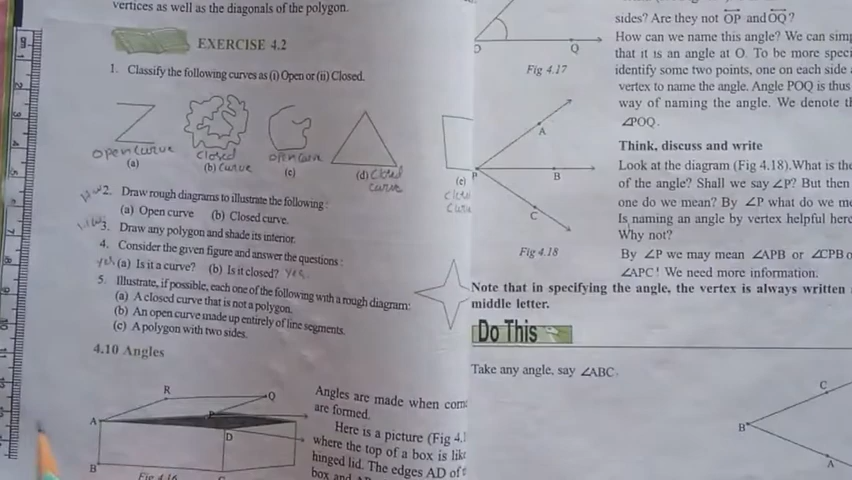 vertices as well as the diagonals of the polygon.
EXERCISE 4.2
1. Classify the following curves as (i) Open or (ii) Closed.
open curve
closed
curve
open curve
closed
curve
(a)
(b)
(c)
(d)
(e)
2. Draw rough diagrams to illustrate the following :
(a) Open curve (b) Closed curve.
3. Draw any polygon and shade its interior.
4. Consider the given figure and answer the questions :
yes (a) Is it a curve? (b) Is it closed? yes
5. Illustrate, if possible, each one of the following with a rough diagram:
(a) A closed curve that is not a polygon.
(b) An open curve made up entirely of line segments.
(c) A polygon with two sides.
4.10 Angles
R
Q
A
P
D
B
Fig 4.16
Angles are made when
are formed.
Here is a picture (Fig 4.
where the top of a box is
hinged lid. The edges AD of
box and
O
Q
Fig 4.17
A
P
B
C
Fig 4.18
sides? Are they not OP and OQ?
How can we name this angle? We can
that it is an angle at O. To be more
identify some two points, one on each side
vertex to name the angle. Angle POQ is thus
way of naming the angle. We denote
∠POQ.
Think, discuss and write
Look at the diagram (Fig 4.18). What is the
of the angle? Shall we say ∠P? But then
one do we mean? By ∠P what do we
Is naming an angle by vertex helpful here
Why not?
By ∠P we may mean ∠APB or ∠CPB
∠APC! We need more information.
Note that in specifying the angle, the vertex is always written
middle letter.
Do This
Take any angle, say ∠ABC.
C
B
A